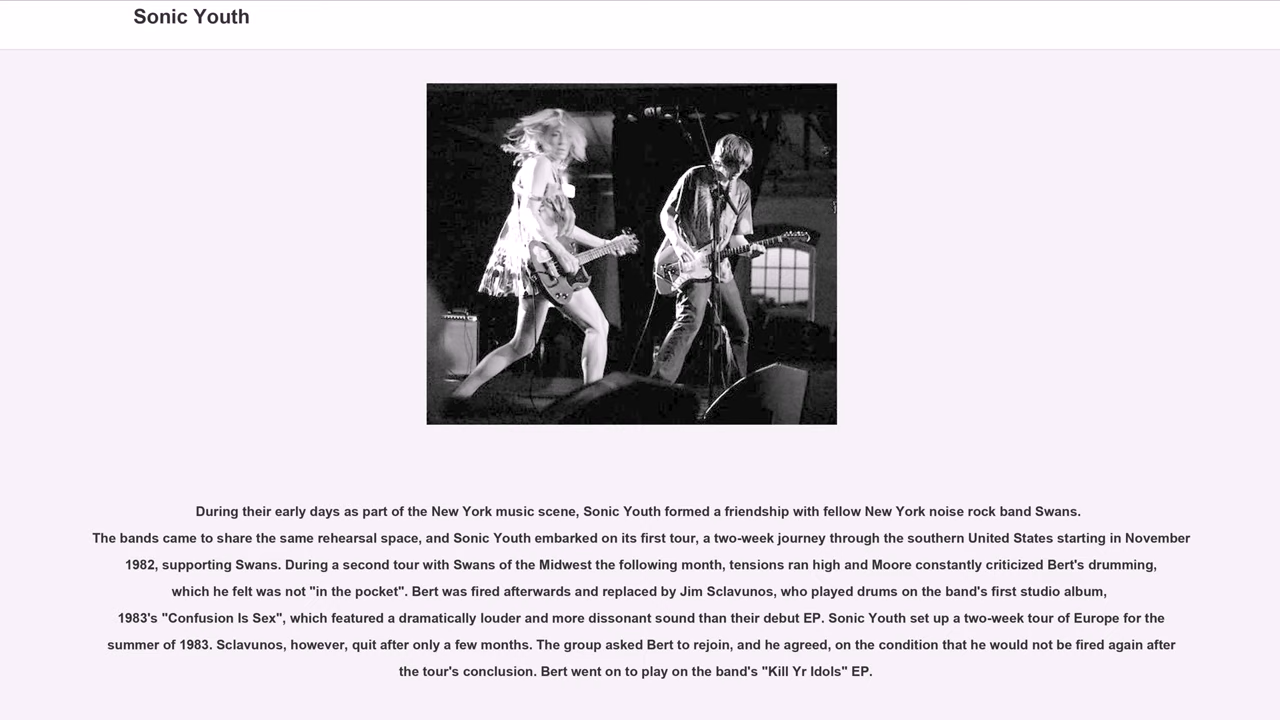 Sonic Youth
During their early days as part of the New York music scene, Sonic Youth formed a friendship with fellow New York noise rock band Swans.
The bands came to share the same rehearsal space, and Sonic Youth embarked on its first tour, a two-week journey through the southern United States starting in November
1982, supporting Swans. During a second tour with Swans of the Midwest the following month, tensions ran high and Moore constantly criticized Bert's drumming,
which he felt was not "in the pocket". Bert was fired afterwards and replaced by Jim Sclavunos, who played drums on the band's first studio album,
1983's "Confusion Is Sex", which featured a dramatically louder and more dissonant sound than their debut EP. Sonic Youth set up a two-week tour of Europe for the
summer of 1983. Sclavunos, however, quit after only a few months. The group asked Bert to rejoin, and he agreed, on the condition that he would not be fired again after
the tour's conclusion. Bert went on to play on the band's "Kill Yr Idols" EP.